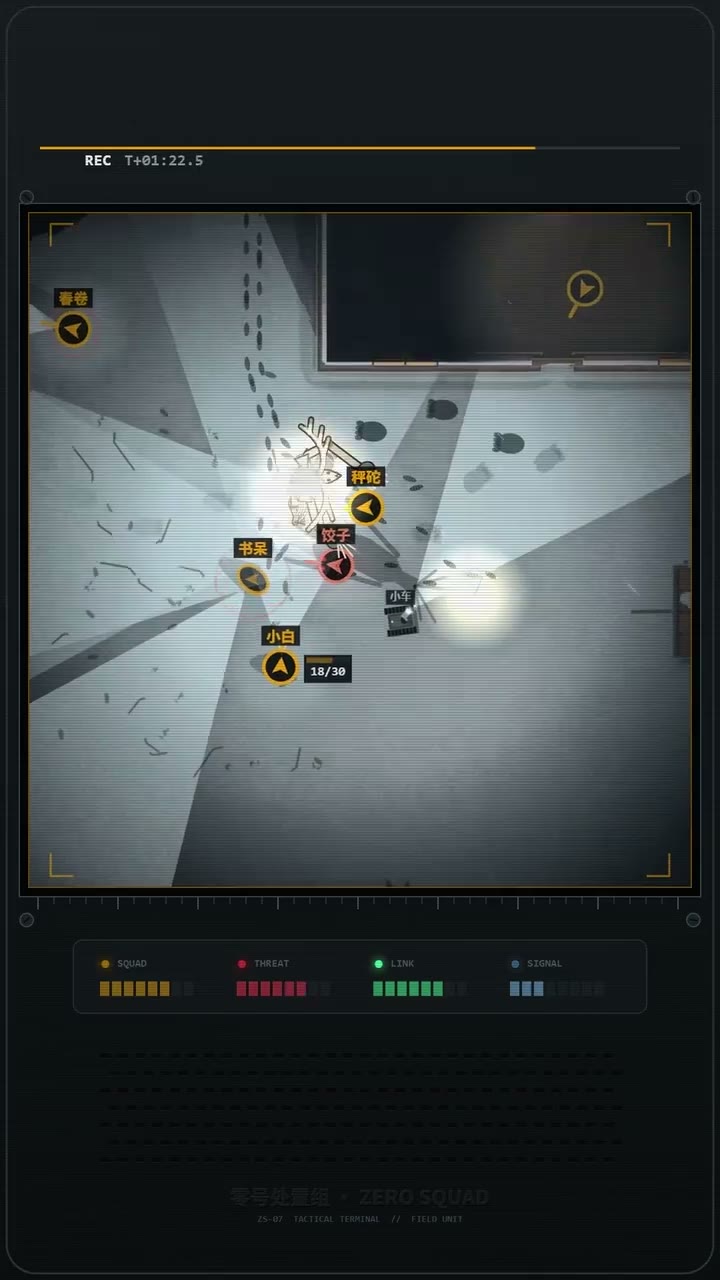 REC T+01:22.5
春卷
秤砣
饺子
书呆
小车
小白
18/30
SQUAD THREAT LINK SIGNAL
零号处置组 · ZERO SQUAD
ZS-07 TACTICAL TERMINAL // FIELD UNIT